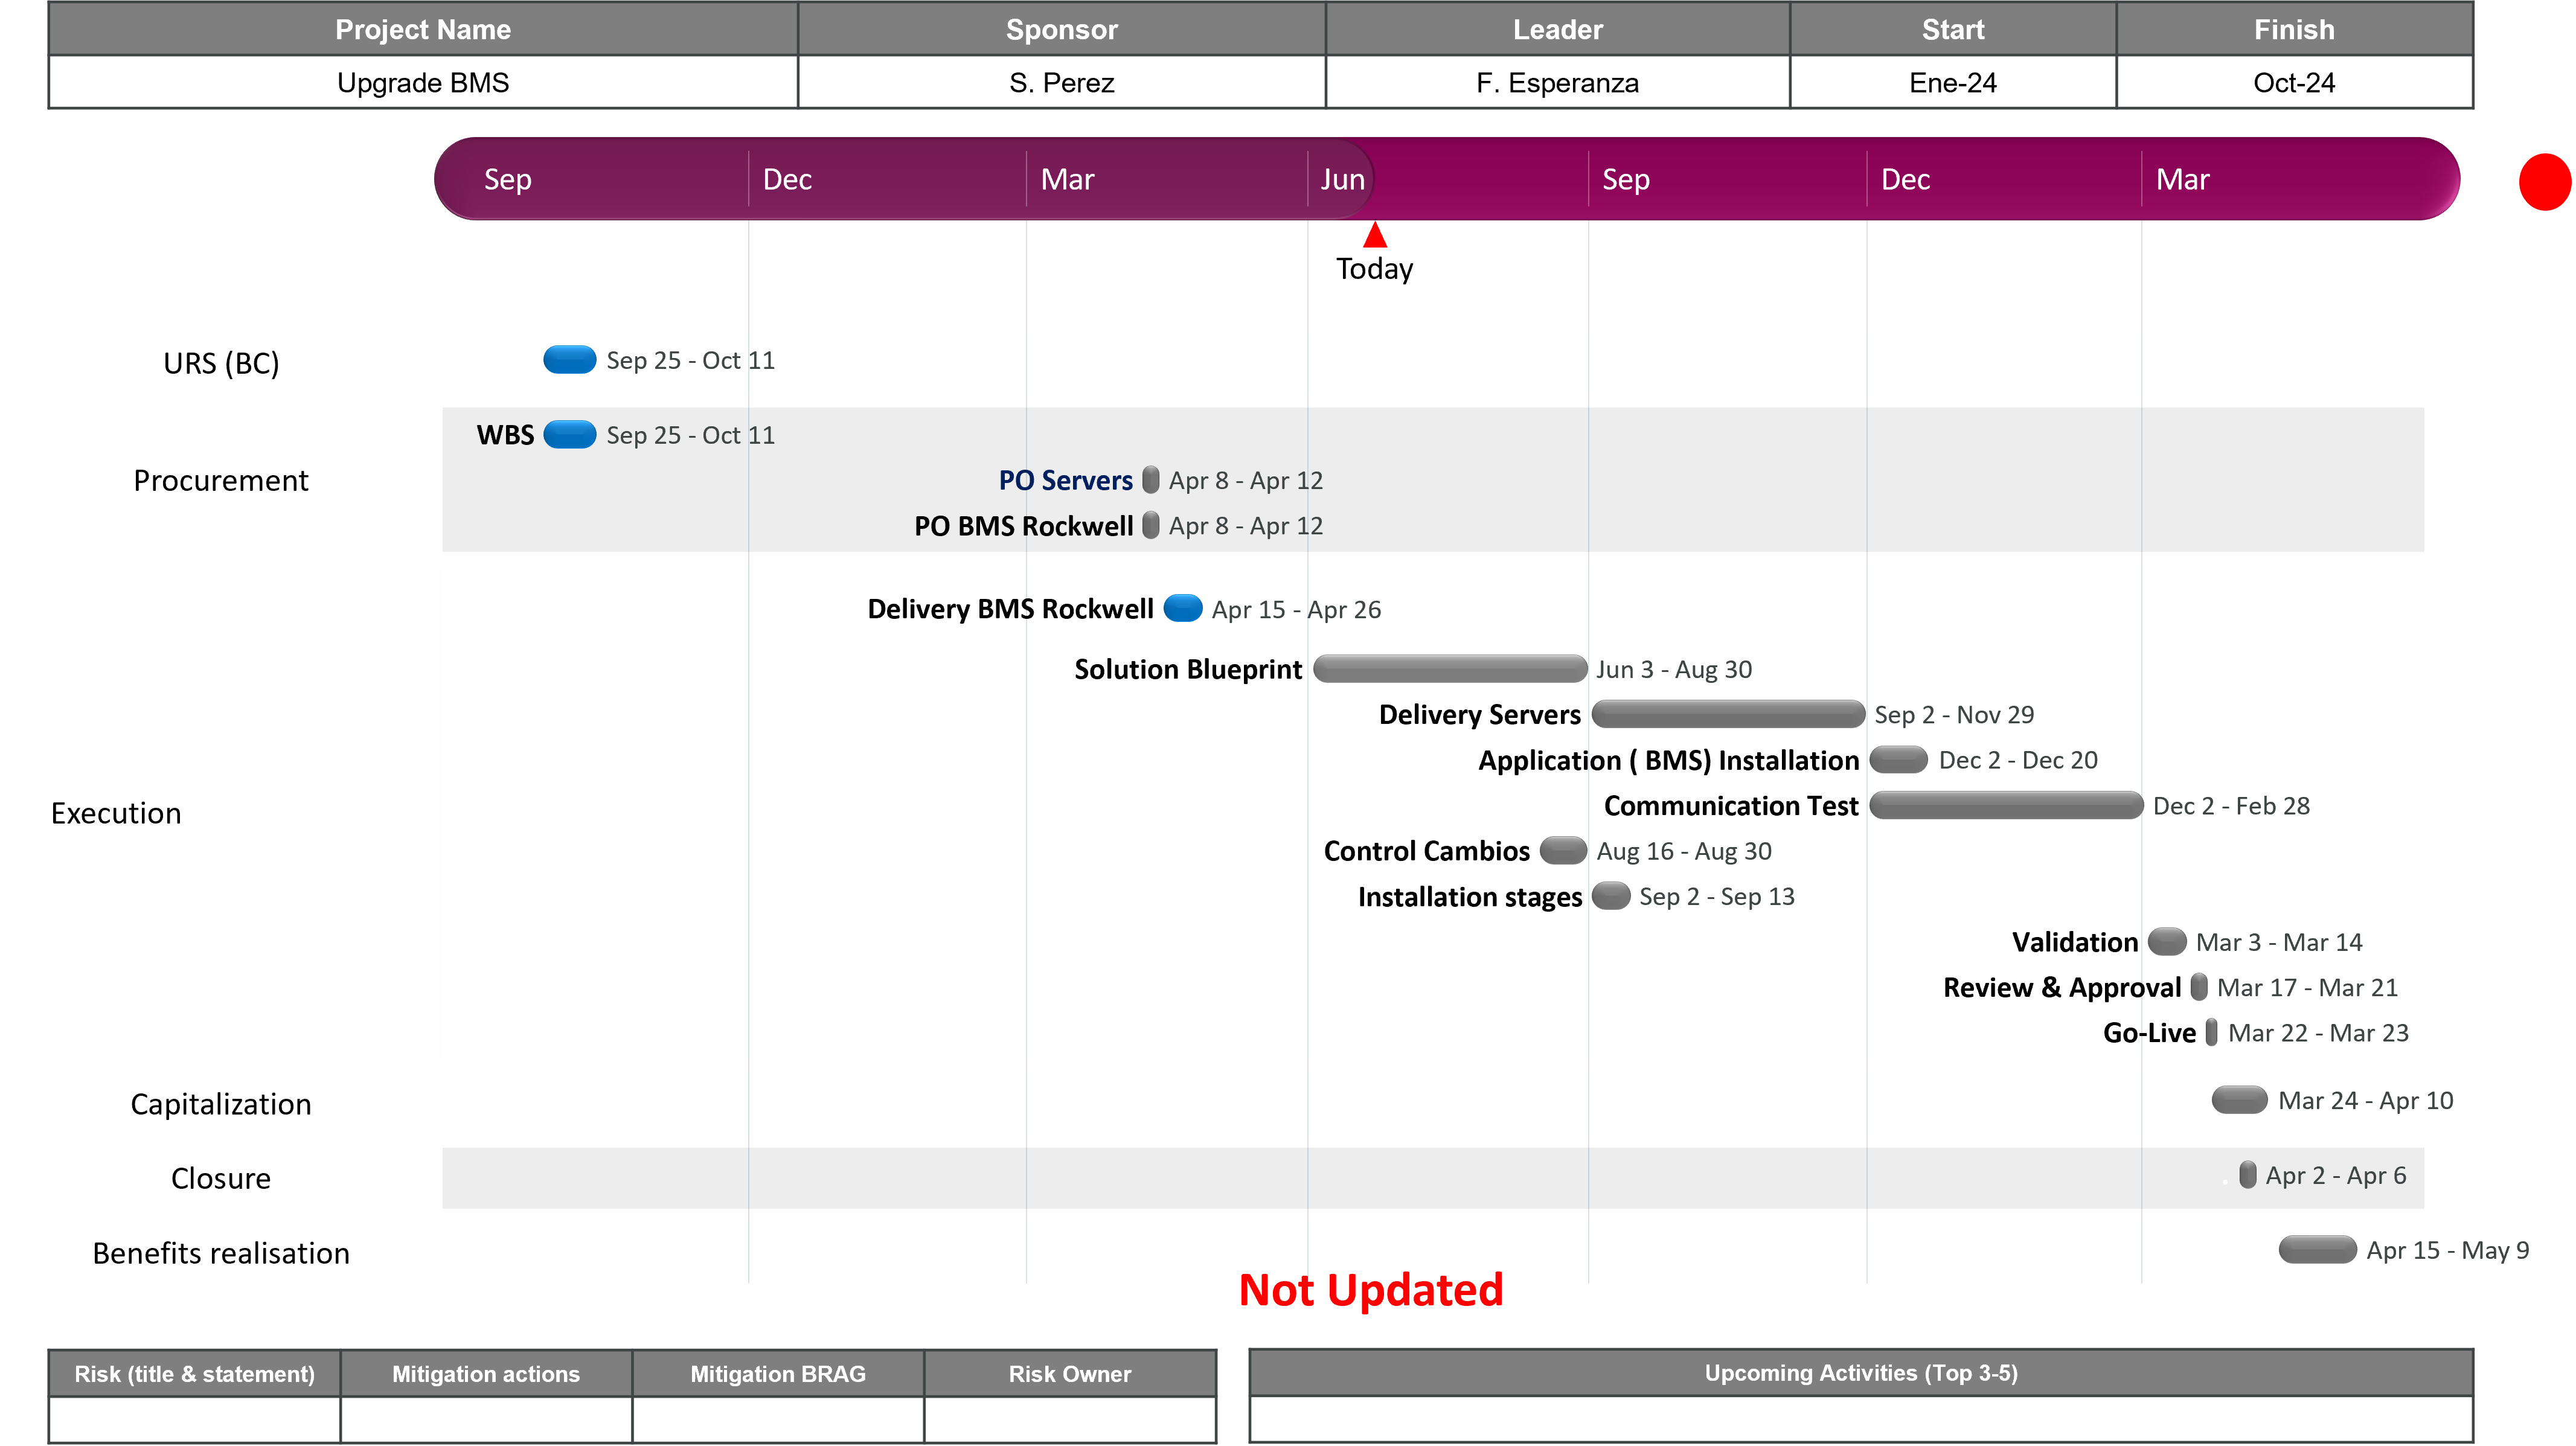 Project Name Sponsor Leader Start Finish
Upgrade BMS S. Perez F. Esperanza Ene-24 Oct-24
Sep Dec Mar Jun Sep Dec Mar
Today
URS (BC) Sep 25 - Oct 11
WBS Sep 25 - Oct 11
Procurement PO Servers Apr 8 - Apr 12
PO BMS Rockwell Apr 8 - Apr 12
Delivery BMS Rockwell Apr 15 - Apr 26
Solution Blueprint Jun 3 - Aug 30
Delivery Servers Sep 2 - Nov 29
Application ( BMS) Installation Dec 2 - Dec 20
Execution Communication Test Dec 2 - Feb 28
Control Cambios Aug 16 - Aug 30
Installation stages Sep 2 - Sep 13
Validation Mar 3 - Mar 14
Review & Approval Mar 17 - Mar 21
Go-Live Mar 22 - Mar 23
Capitalization Mar 24 - Apr 10
Closure Apr 2 - Apr 6
Benefits realisation Apr 15 - May 9
Not Updated
Risk (title & statement) Mitigation actions Mitigation BRAG Risk Owner Upcoming Activities (Top 3-5)